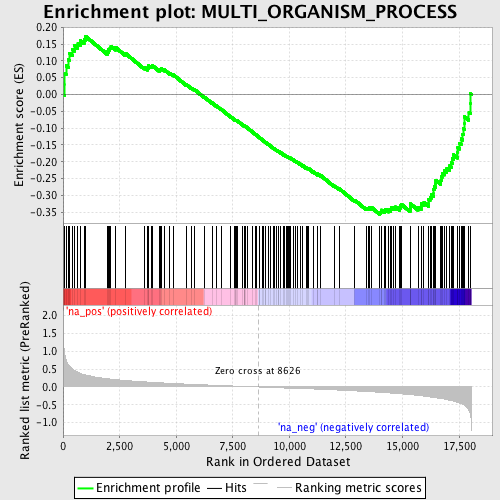 Enrichment plot: MULTI_ORGANISM_PROCESS
Enrichment score (ES)
0.20
0.15
0.10
0.05
0.00
-0.05
-0.10
-0.15
-0.20
-0.25
-0.30
-0.35
'na_pos' (positively correlated)
Ranked list metric (PreRanked)
2.0
1.5
1.0
0.5
0.0
-0.5
-1.0
Zero cross at 8626
'na_neg' (negatively correlated)
0
2,500
5,000
7,500
10,000
12,500
15,000
17,500
Rank in Ordered Dataset
Enrichment profile
Hits
Ranking metric scores